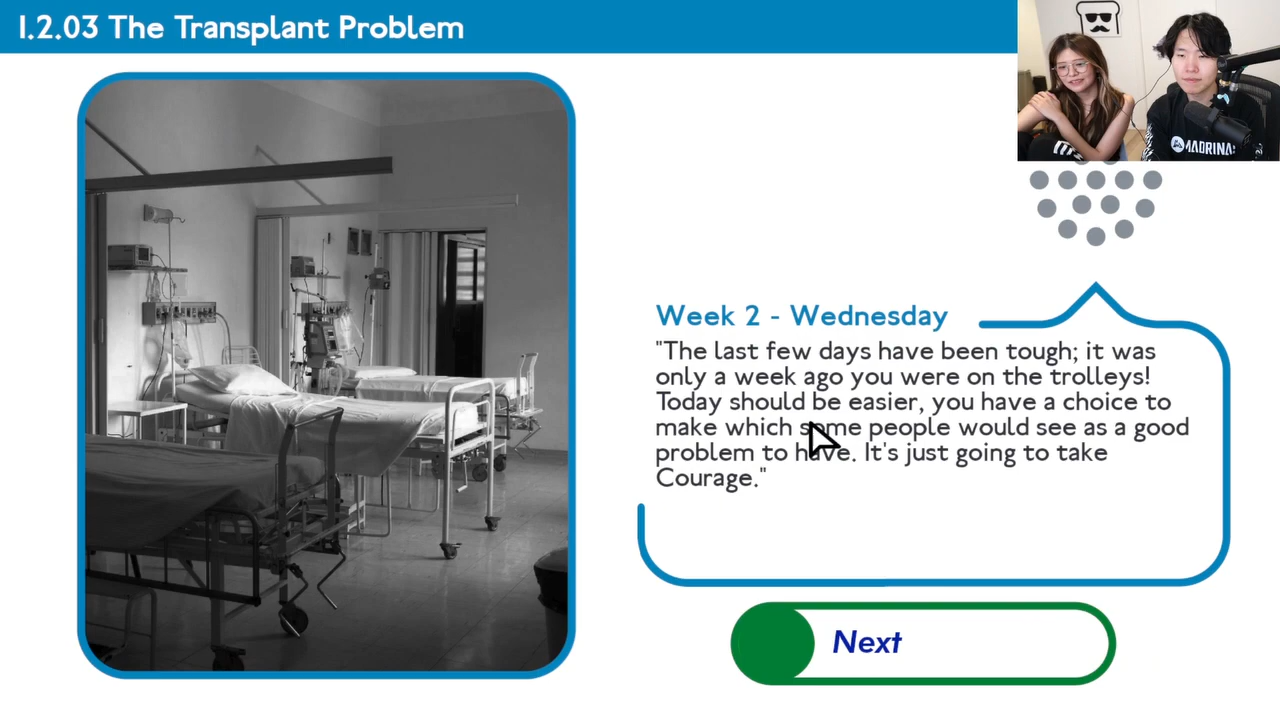 1.2.03 The Transplant Problem
MADRINAS
Week 2 - Wednesday
"The last few days have been tough; it was
only a week ago you were on the trolleys!
Today should be easier, you have a choice to
make which some people would see as a good
problem to have. It's just going to take
Courage."
Next